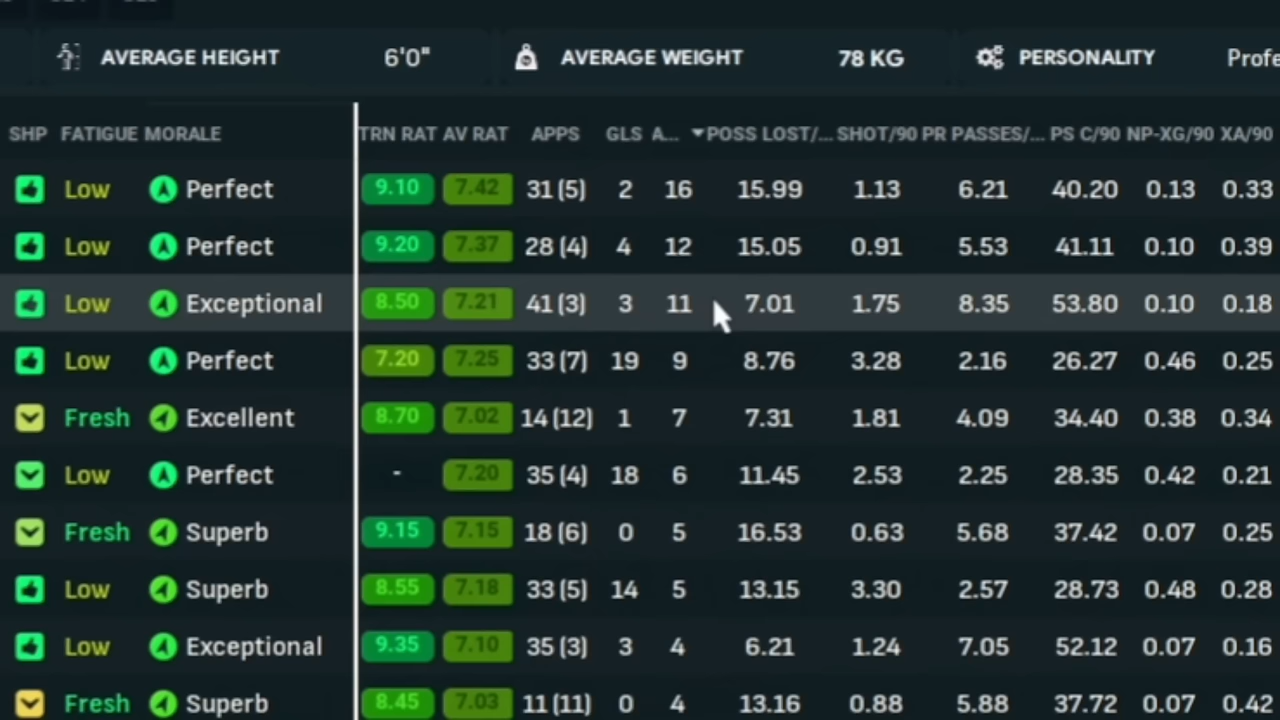 AVERAGE HEIGHT 6'0" AVERAGE WEIGHT 78 KG PERSONALITY Profe
SHP FATIGUE MORALE TRN RAT AV RAT APPS GLS A... POSS LOST/... SHOT/90 PR PASSES/... PS C/90 NP-XG/90 XA/90
Low Perfect 9.10 7.42 31 (5) 2 16 15.99 1.13 6.21 40.20 0.13 0.33
Low Perfect 9.20 7.37 28 (4) 4 12 15.05 0.91 5.53 41.11 0.10 0.39
Low Exceptional 8.50 7.21 41 (3) 3 11 7.01 1.75 8.35 53.80 0.10 0.18
Low Perfect 7.20 7.25 33 (7) 19 9 8.76 3.28 2.16 26.27 0.46 0.25
Fresh Excellent 8.70 7.02 14 (12) 1 7 7.31 1.81 4.09 34.40 0.38 0.34
Low Perfect - 7.20 35 (4) 18 6 11.45 2.53 2.25 28.35 0.42 0.21
Fresh Superb 9.15 7.15 18 (6) 0 5 16.53 0.63 5.68 37.42 0.07 0.25
Low Superb 8.55 7.18 33 (5) 14 5 13.15 3.30 2.57 28.73 0.48 0.28
Low Exceptional 9.35 7.10 35 (3) 3 4 6.21 1.24 7.05 52.12 0.07 0.16
Fresh Superb 8.45 7.03 11 (11) 0 4 13.16 0.88 5.88 37.72 0.07 0.42